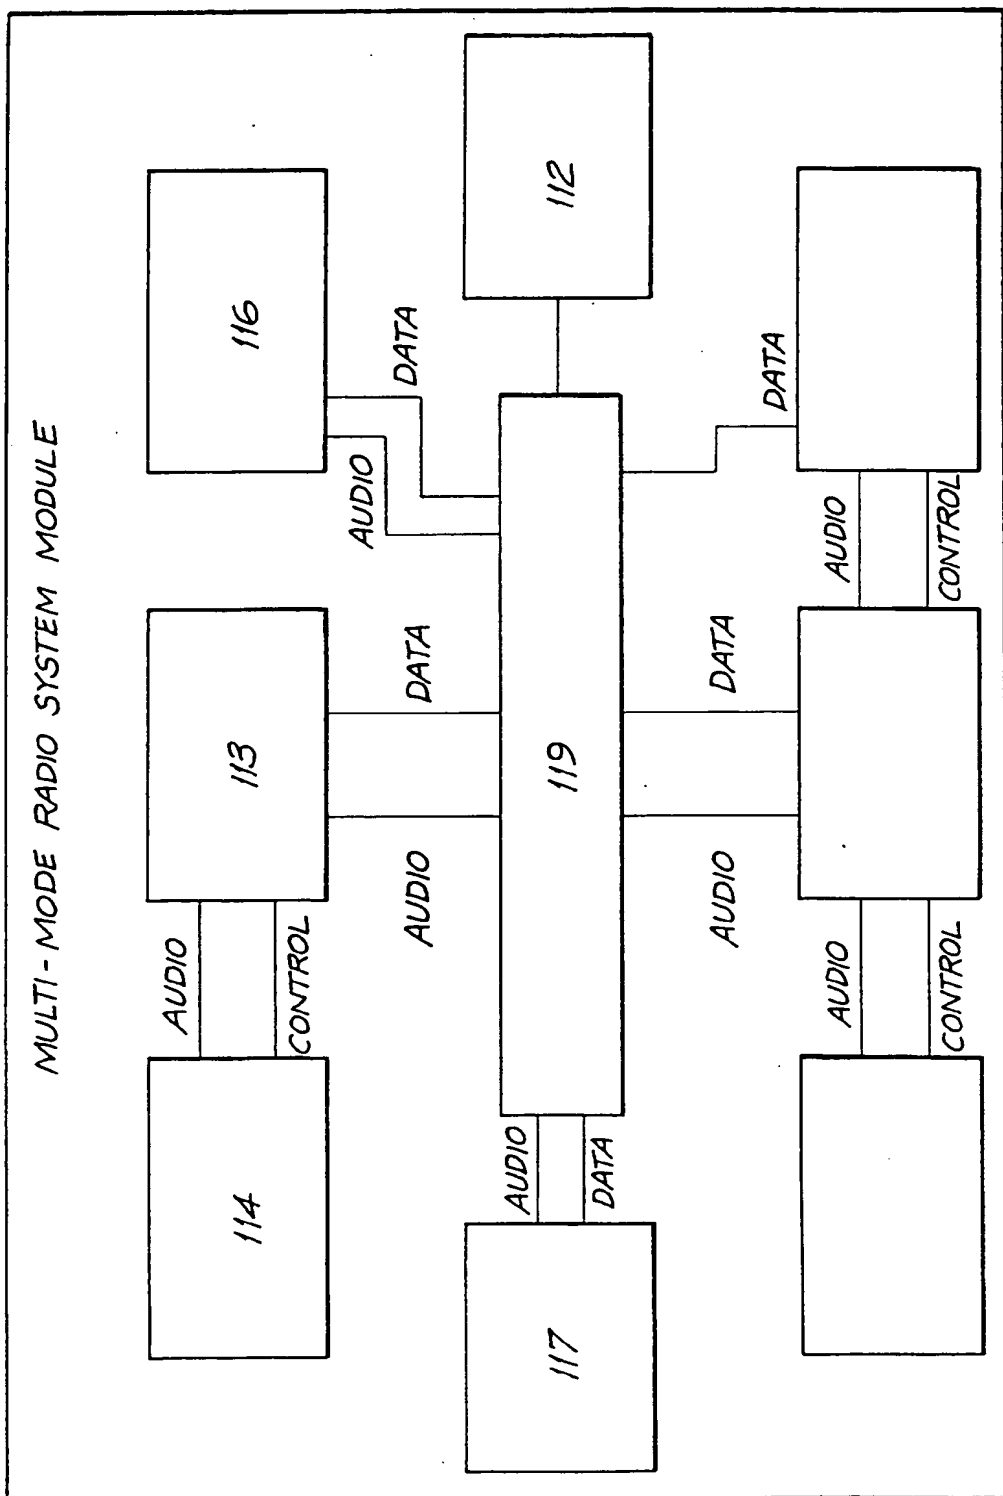 MULTI-MODE RADIO SYSTEM MODULE
114
AUDIO
CONTROL
113
116
AUDIO
DATA
AUDIO
DATA
117
AUDIO
DATA
119
112
AUDIO
DATA
DATA
AUDIO
CONTROL
AUDIO
CONTROL